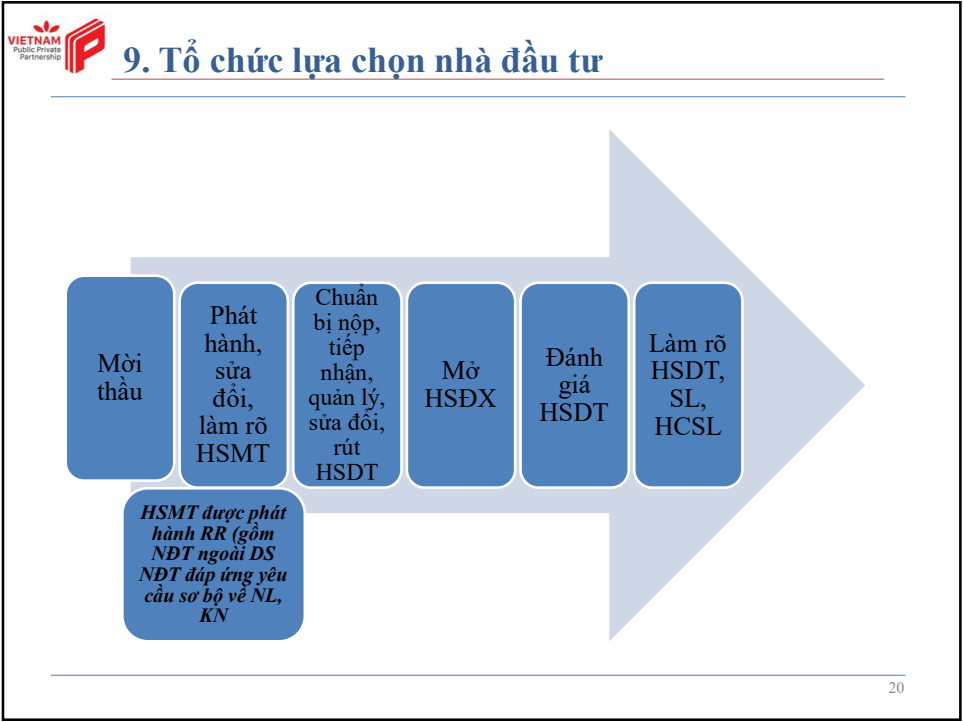 VIETNAM
Public Private
Partnership
9. Tổ chức lựa chọn nhà đầu tư
Mời
thầu
Phát
hành,
sửa
đổi,
làm rõ
HSMT
Chuẩn
bị nộp,
tiếp
nhận,
quản lý,
sửa đổi,
rút
HSDT
Mở
HSĐX
Đánh
giá
HSDT
Làm rõ
HSDT,
SL,
HCSL
HSMT được phát
hành RR (gồm
NĐT ngoài DS
NĐT đáp ứng yêu
cầu sơ bộ về NL,
KN
20